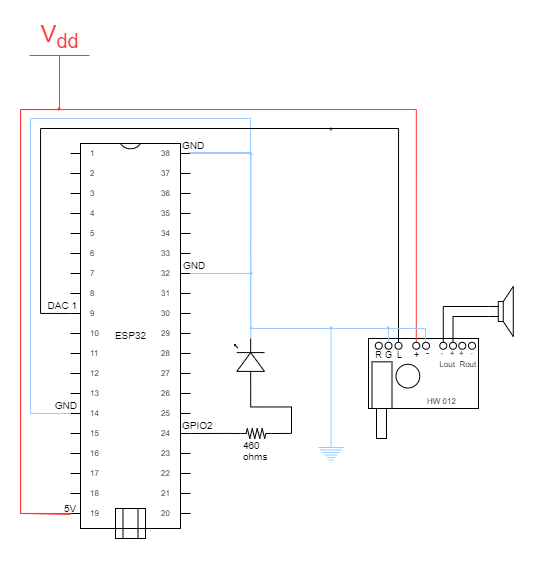 Vdd
GND
1 38
2 37
3 36
4 35
5 34
6 33
GND
7 32
8 31
DAC 1
9 30
10 29
ESP32
11 28
12 27
13 26
GND
14 25
GPIO2
15 24
460
ohms
16 23
17 22
18 21
5V
19 20
R G L + - - + + -
Lout Rout
HW 012